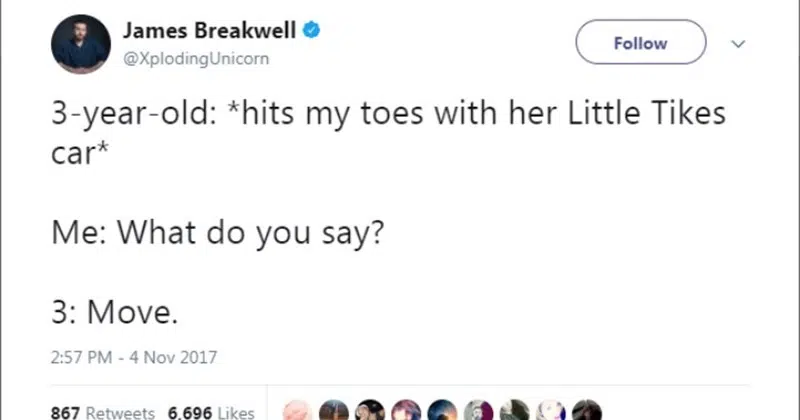 James Breakwell
@XplodingUnicorn
Follow
3-year-old: *hits my toes with her Little Tikes
car*
Me: What do you say?
3: Move.
2:57 PM - 4 Nov 2017
867 Retweets 6,696 Likes